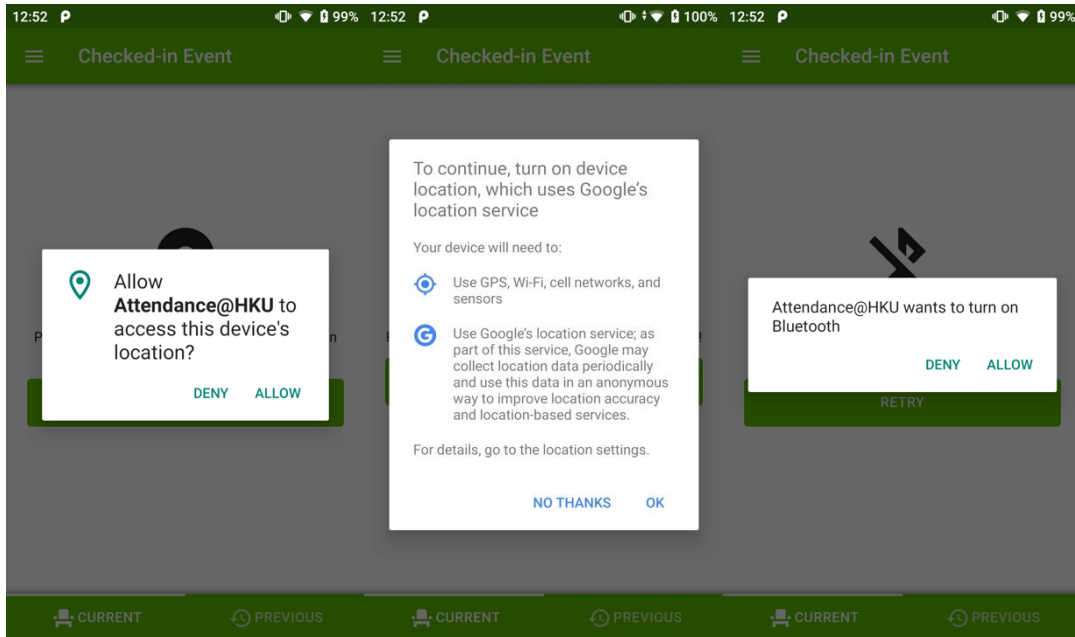 12:52
99%
Checked-in Event
Allow
Attendance@HKU to
access this device's
location?
DENY ALLOW
CURRENT PREVIOUS
12:52
100%
Checked-in Event
To continue, turn on device
location, which uses Google's
location service
Your device will need to:
Use GPS, Wi-Fi, cell networks, and
sensors
Use Google's location service; as
part of this service, Google may
collect location data periodically
and use this data in an anonymous
way to improve location accuracy
and location-based services.
For details, go to the location settings.
NO THANKS OK
CURRENT PREVIOUS
12:52
99%
Checked-in Event
Attendance@HKU wants to turn on
Bluetooth
DENY ALLOW
RETRY
CURRENT PREVIOUS